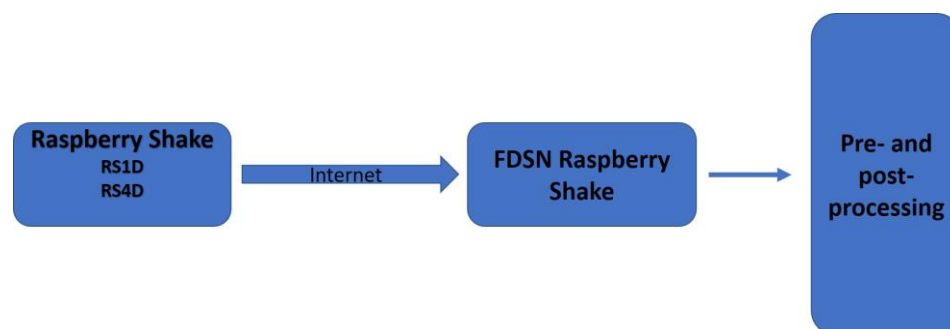 Raspberry Shake
RS1D
RS4D
Internet
FDSN Raspberry
Shake
Pre- and
post-
processing